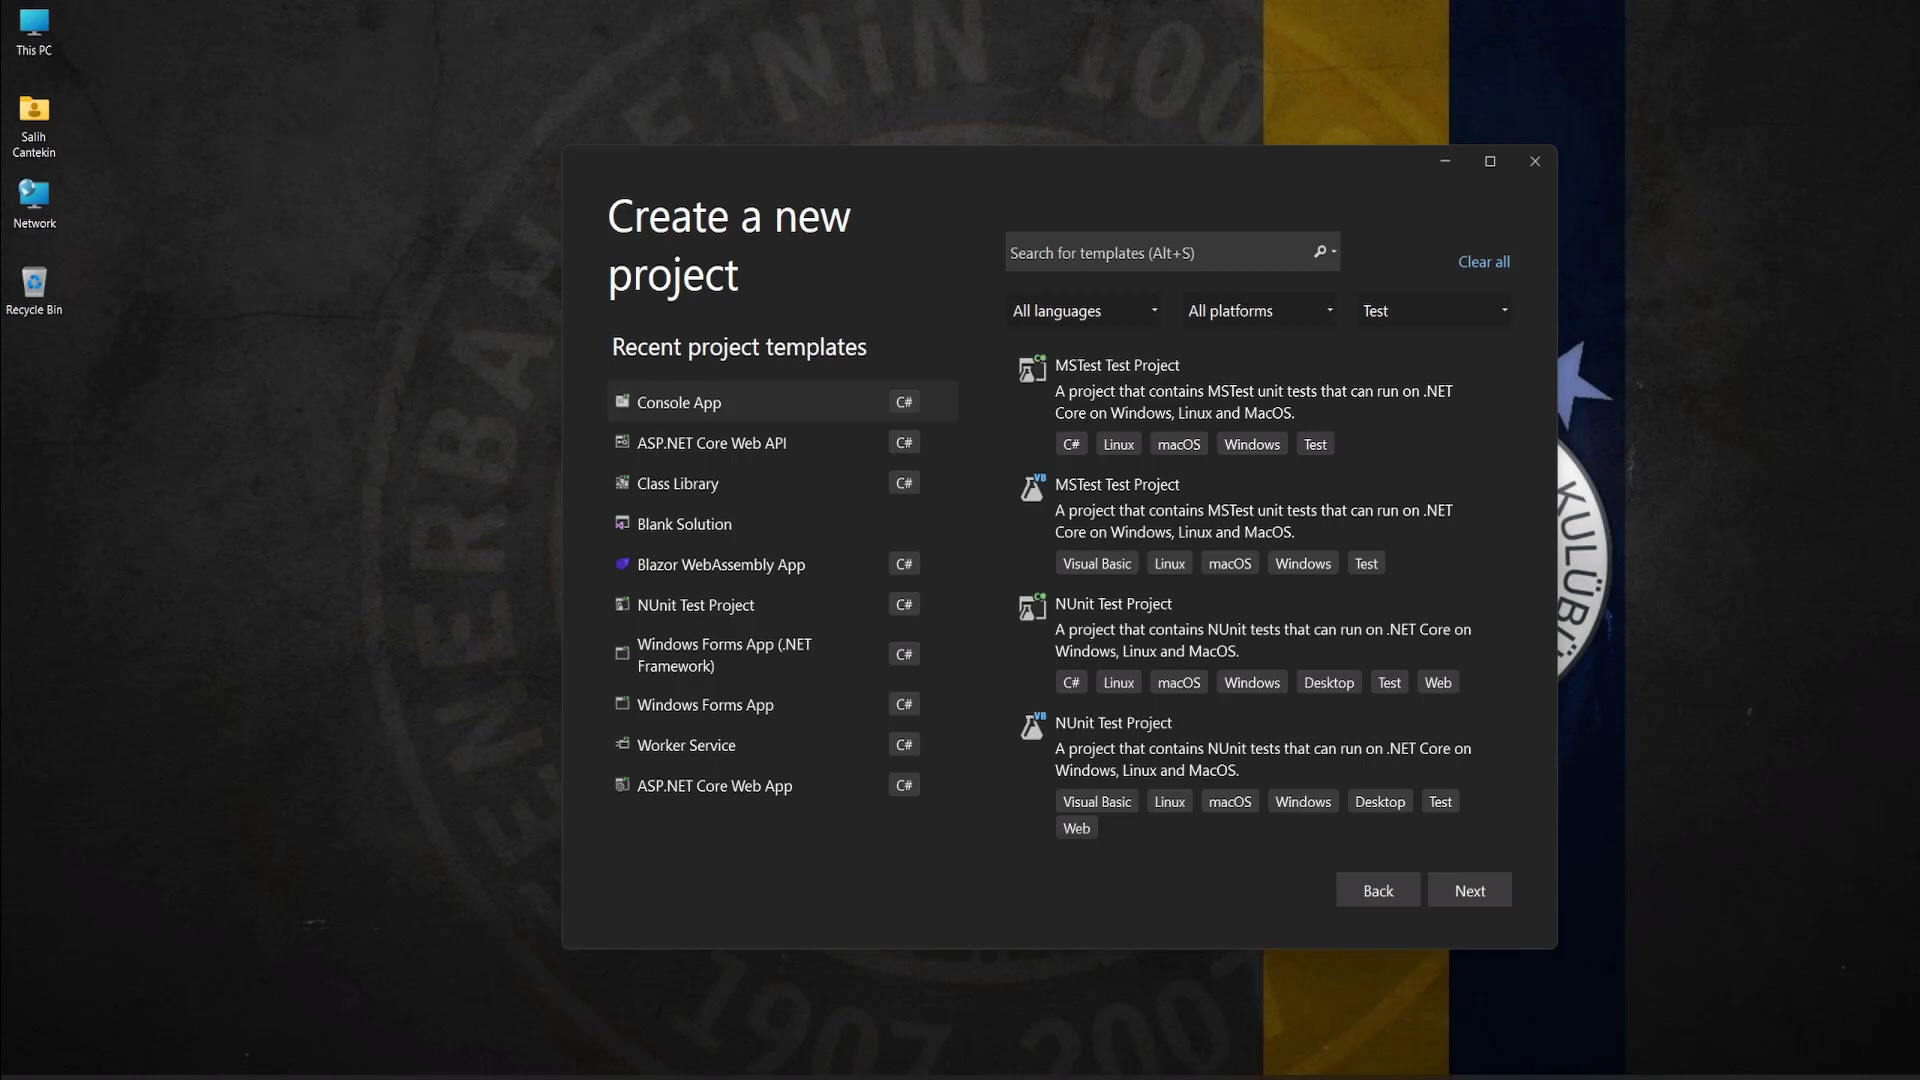 This PC
Salih
Cantekin
Network
Recycle Bin
E'NİN 100
FENERBAHÇE
KULÜBÜ
1907 200
Create a new
project
Search for templates (Alt+S)
Clear all
All languages
All platforms
Test
Recent project templates
Console App
C#
ASP.NET Core Web API
C#
Class Library
C#
Blank Solution
Blazor WebAssembly App
C#
NUnit Test Project
C#
Windows Forms App (.NET
Framework)
C#
Windows Forms App
C#
Worker Service
C#
ASP.NET Core Web App
C#
MSTest Test Project
A project that contains MSTest unit tests that can run on .NET
Core on Windows, Linux and MacOS.
C# Linux macOS Windows Test
MSTest Test Project
A project that contains MSTest unit tests that can run on .NET
Core on Windows, Linux and MacOS.
Visual Basic Linux macOS Windows Test
NUnit Test Project
A project that contains NUnit tests that can run on .NET Core on
Windows, Linux and MacOS.
C# Linux macOS Windows Desktop Test Web
NUnit Test Project
A project that contains NUnit tests that can run on .NET Core on
Windows, Linux and MacOS.
Visual Basic Linux macOS Windows Desktop Test
Web
Back
Next